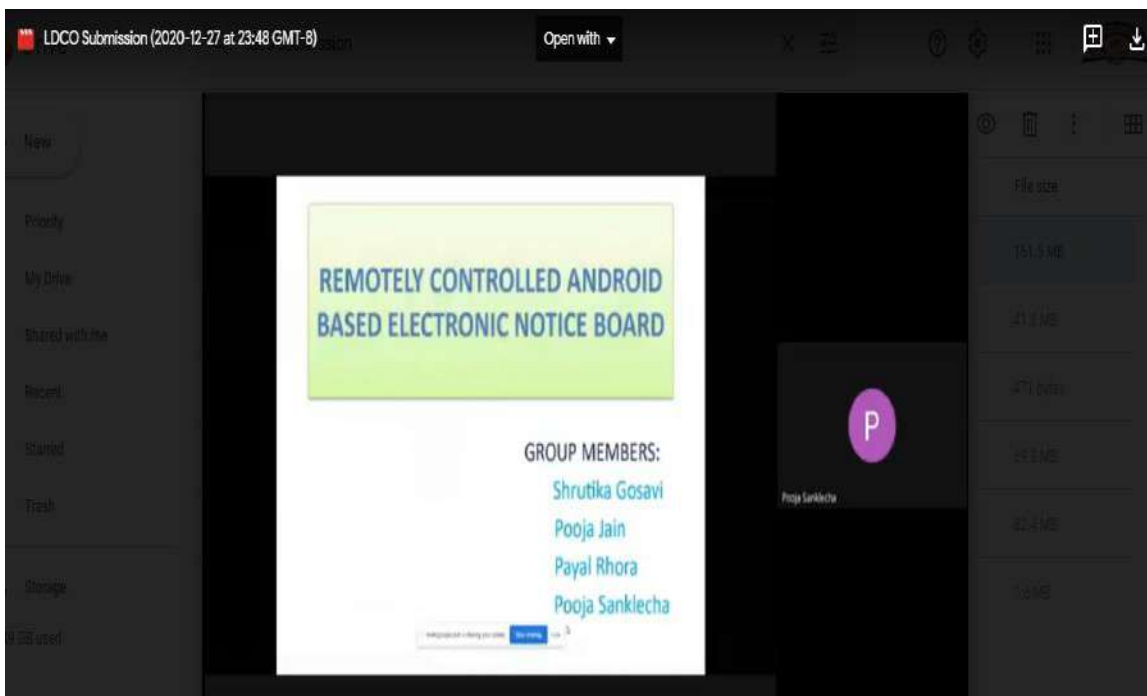 LDCO Submission (2020-12-27 at 23:48 GMT-8)
Open with
New
Priority
My Drive
Shared with me
Recent
Starred
Trash
Storage
GB used
File size
REMOTELY CONTROLLED ANDROID
BASED ELECTRONIC NOTICE BOARD
GROUP MEMBERS:
Shrutika Gosavi
Pooja Jain
Payal Rhora
Pooja Sanklecha
P
Pooja Sanklecha